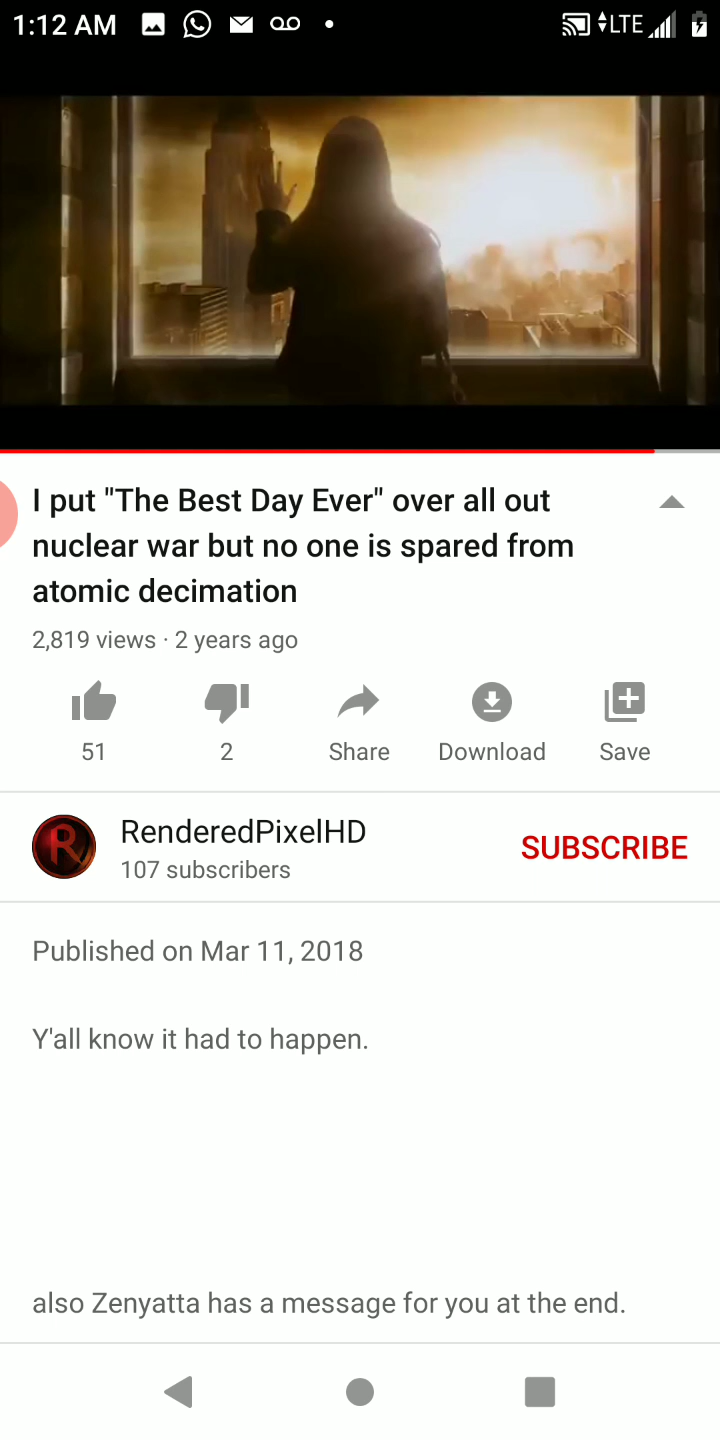 1:12 AM
LTE
I put "The Best Day Ever" over all out
nuclear war but no one is spared from
atomic decimation
2,819 views · 2 years ago
51
2
Share
Download
Save
R
RenderedPixelHD
107 subscribers
SUBSCRIBE
Published on Mar 11, 2018
Y'all know it had to happen.
also Zenyatta has a message for you at the end.